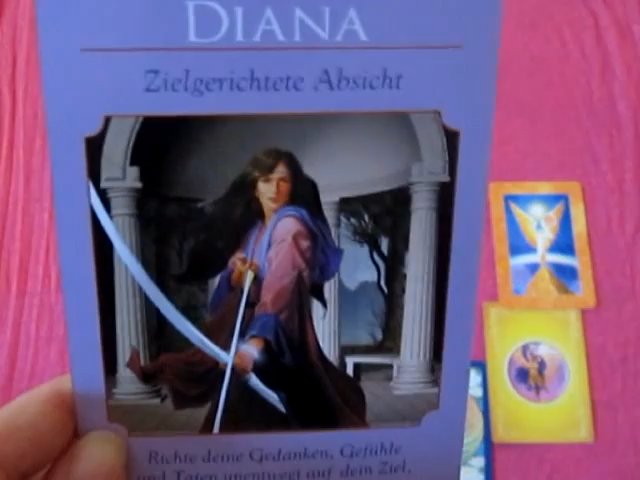 DIANA
Zielgerichtete Absicht
Richte deine Gedanken, Gefühle
und Taten unentwegt auf dein Ziel,